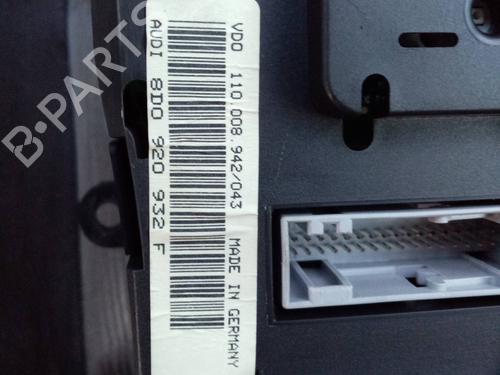 VDO 110.008.942/043 MADE IN GERMANY
AUDI 8D0 920 932 F
B-PARTS